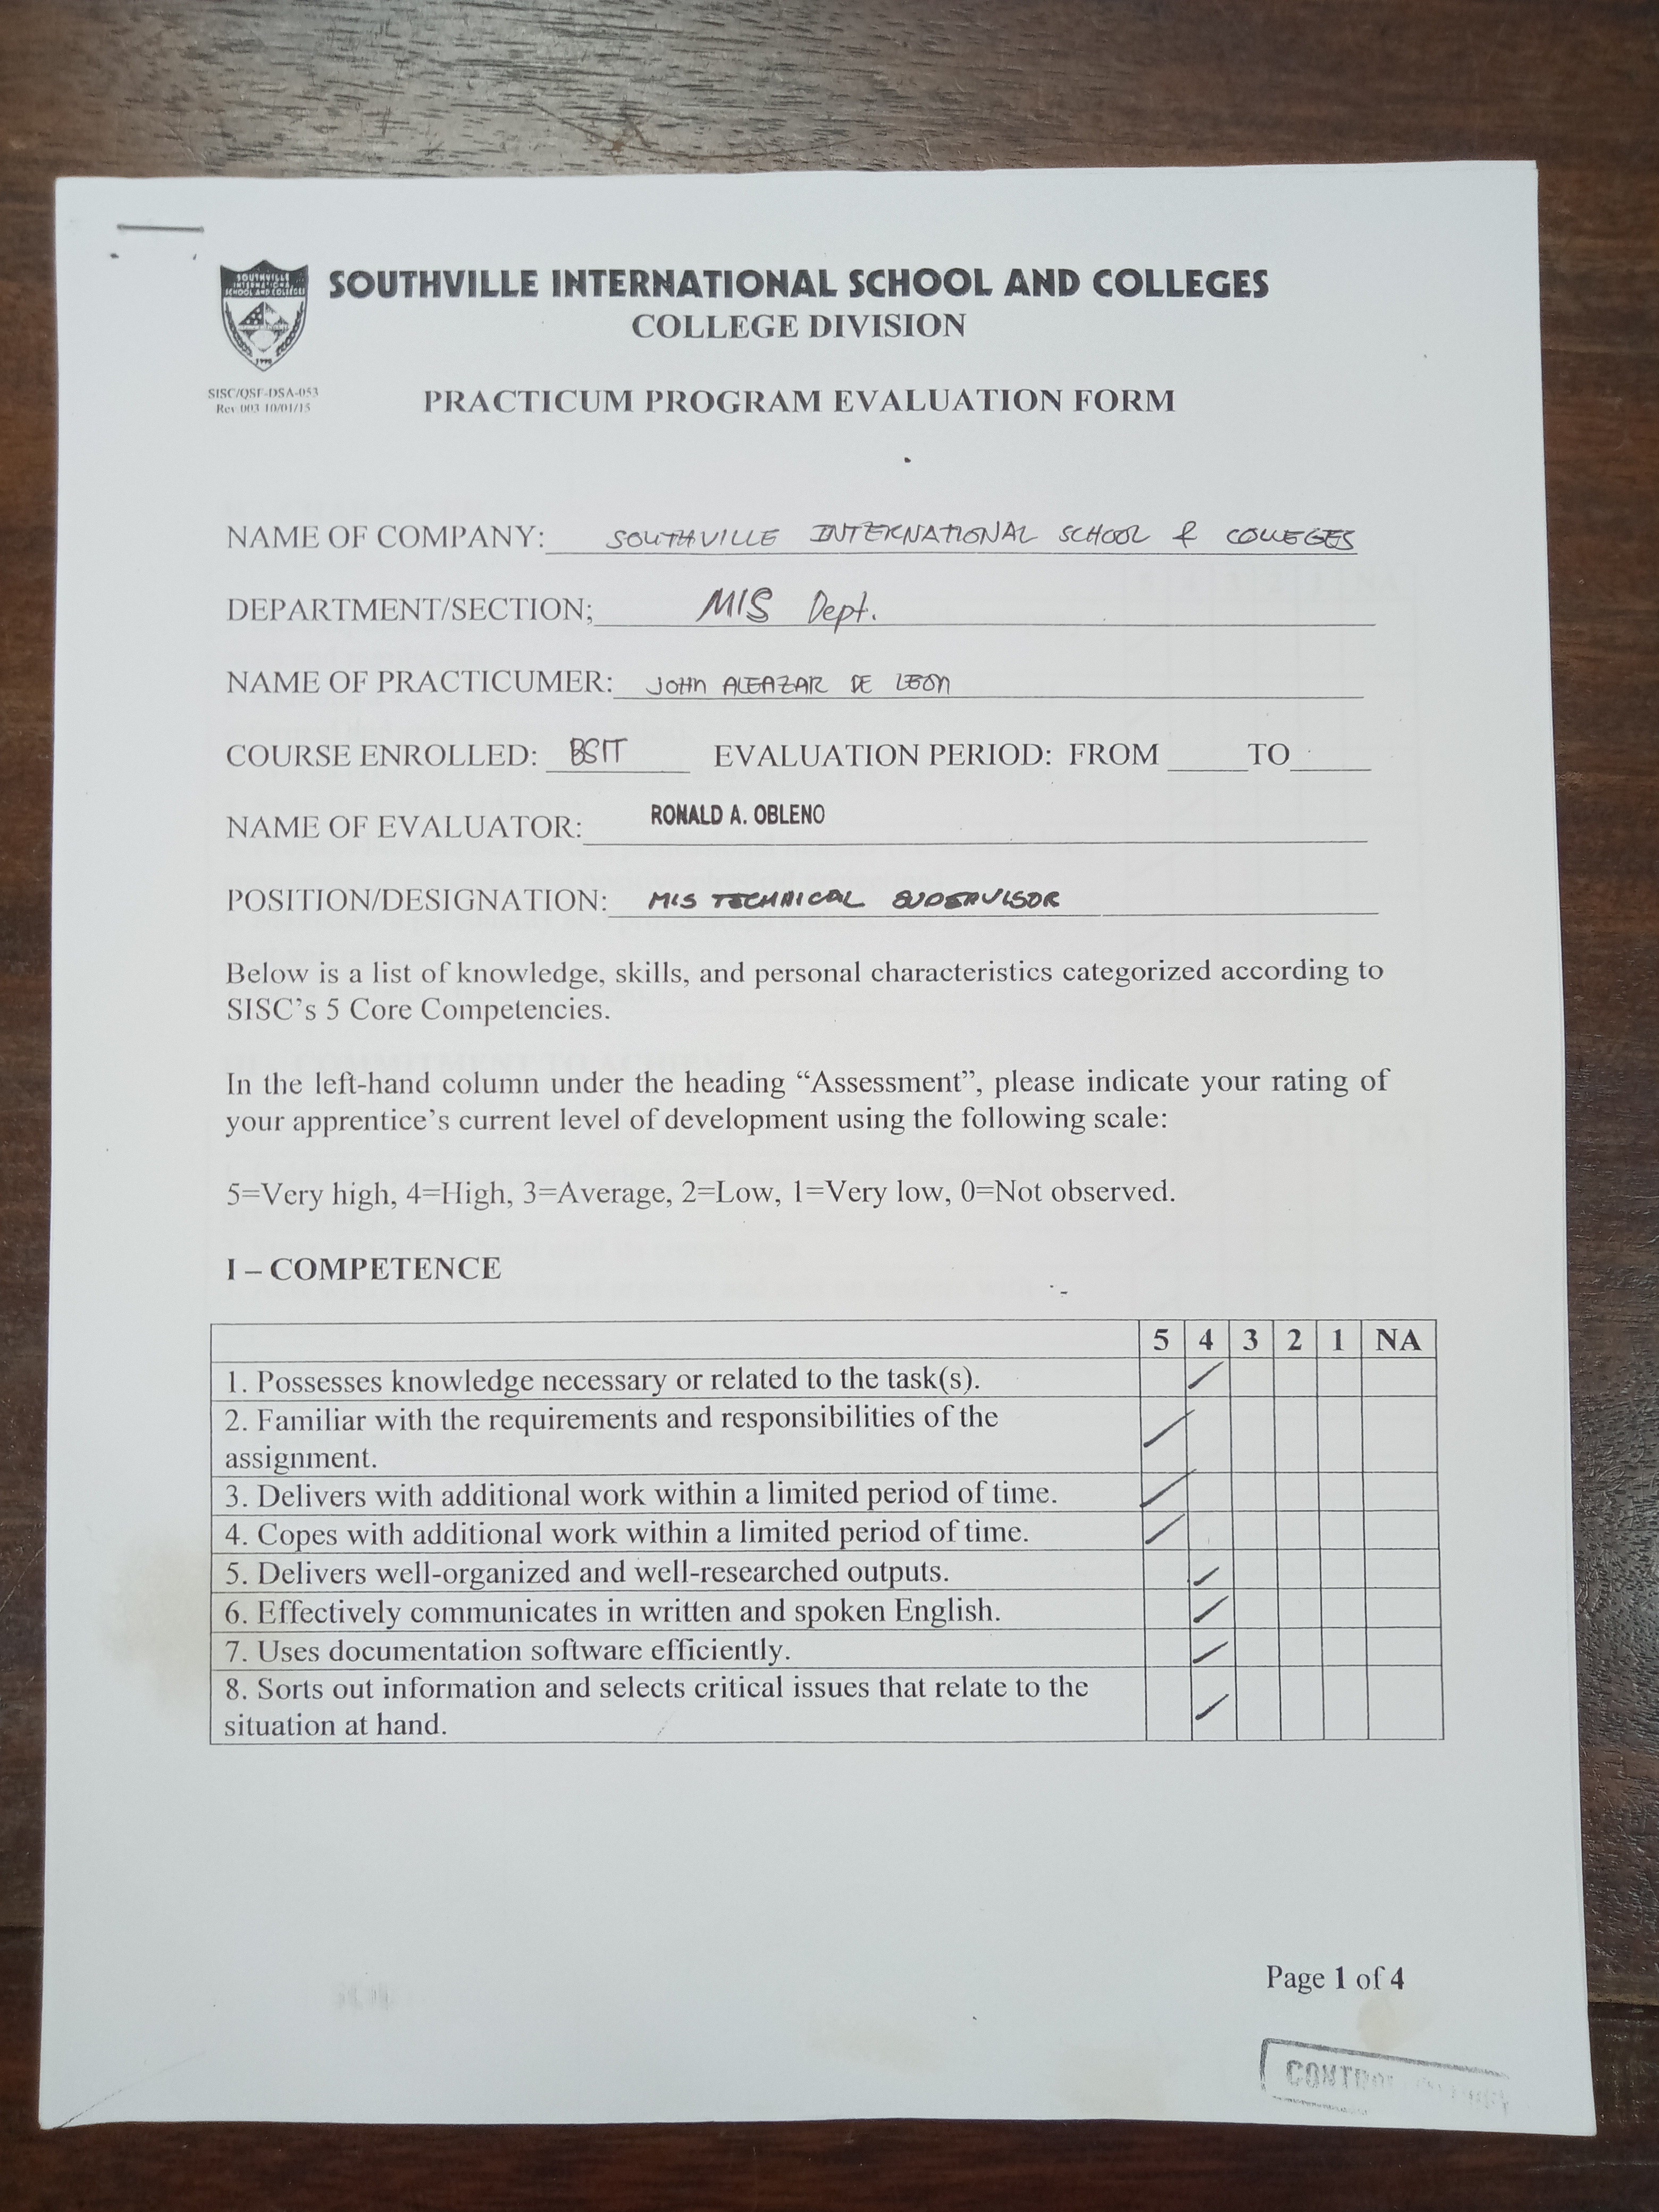 SOUTHVILLE
INTERNATIONAL
SCHOOL AND COLLEGES
SOUTHVILLE INTERNATIONAL SCHOOL AND COLLEGES
COLLEGE DIVISION
SISC/QSF-DSA-053
Rev 003 10/01/15
PRACTICUM PROGRAM EVALUATION FORM
NAME OF COMPANY: SOUTHVILLE INTERNATIONAL SCHOOL & COLLEGES
DEPARTMENT/SECTION; MIS Dept.
NAME OF PRACTICUMER: JOHN ALEAZAR DE LEON
COURSE ENROLLED: BSIT EVALUATION PERIOD: FROM _____TO_____
NAME OF EVALUATOR: RONALD A. OBLENO
POSITION/DESIGNATION: MIS TECHNICAL SUPERVISOR
Below is a list of knowledge, skills, and personal characteristics categorized according to
SISC's 5 Core Competencies.
In the left-hand column under the heading “Assessment”, please indicate your rating of
your apprentice's current level of development using the following scale:
5=Very high, 4=High, 3=Average, 2=Low, 1=Very low, 0=Not observed.
I – COMPETENCE
5 4 3 2 1 NA
1. Possesses knowledge necessary or related to the task(s).
2. Familiar with the requirements and responsibilities of the
assignment.
3. Delivers with additional work within a limited period of time.
4. Copes with additional work within a limited period of time.
5. Delivers well-organized and well-researched outputs.
6. Effectively communicates in written and spoken English.
7. Uses documentation software efficiently.
8. Sorts out information and selects critical issues that relate to the
situation at hand.
Page 1 of 4